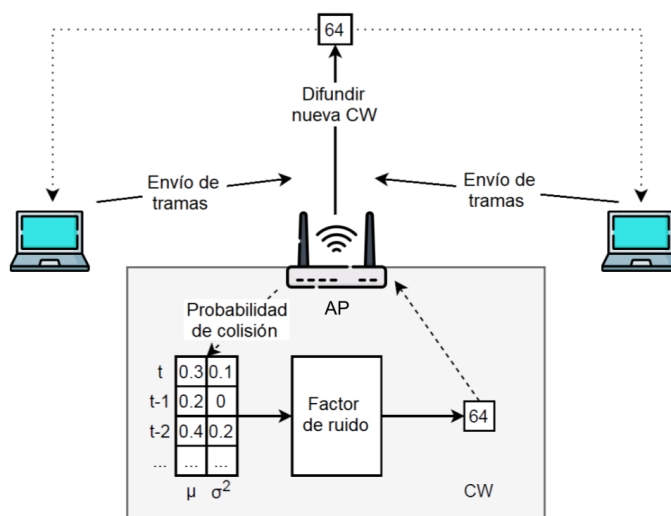 64
Difundir
nueva CW
Envío de
tramas
Envío de
tramas
AP
Probabilidad
de colisión
t 0.3 0.1
t-1 0.2 0
t-2 0.4 0.2
... ... ...
μ σ²
Factor
de ruido
64
CW